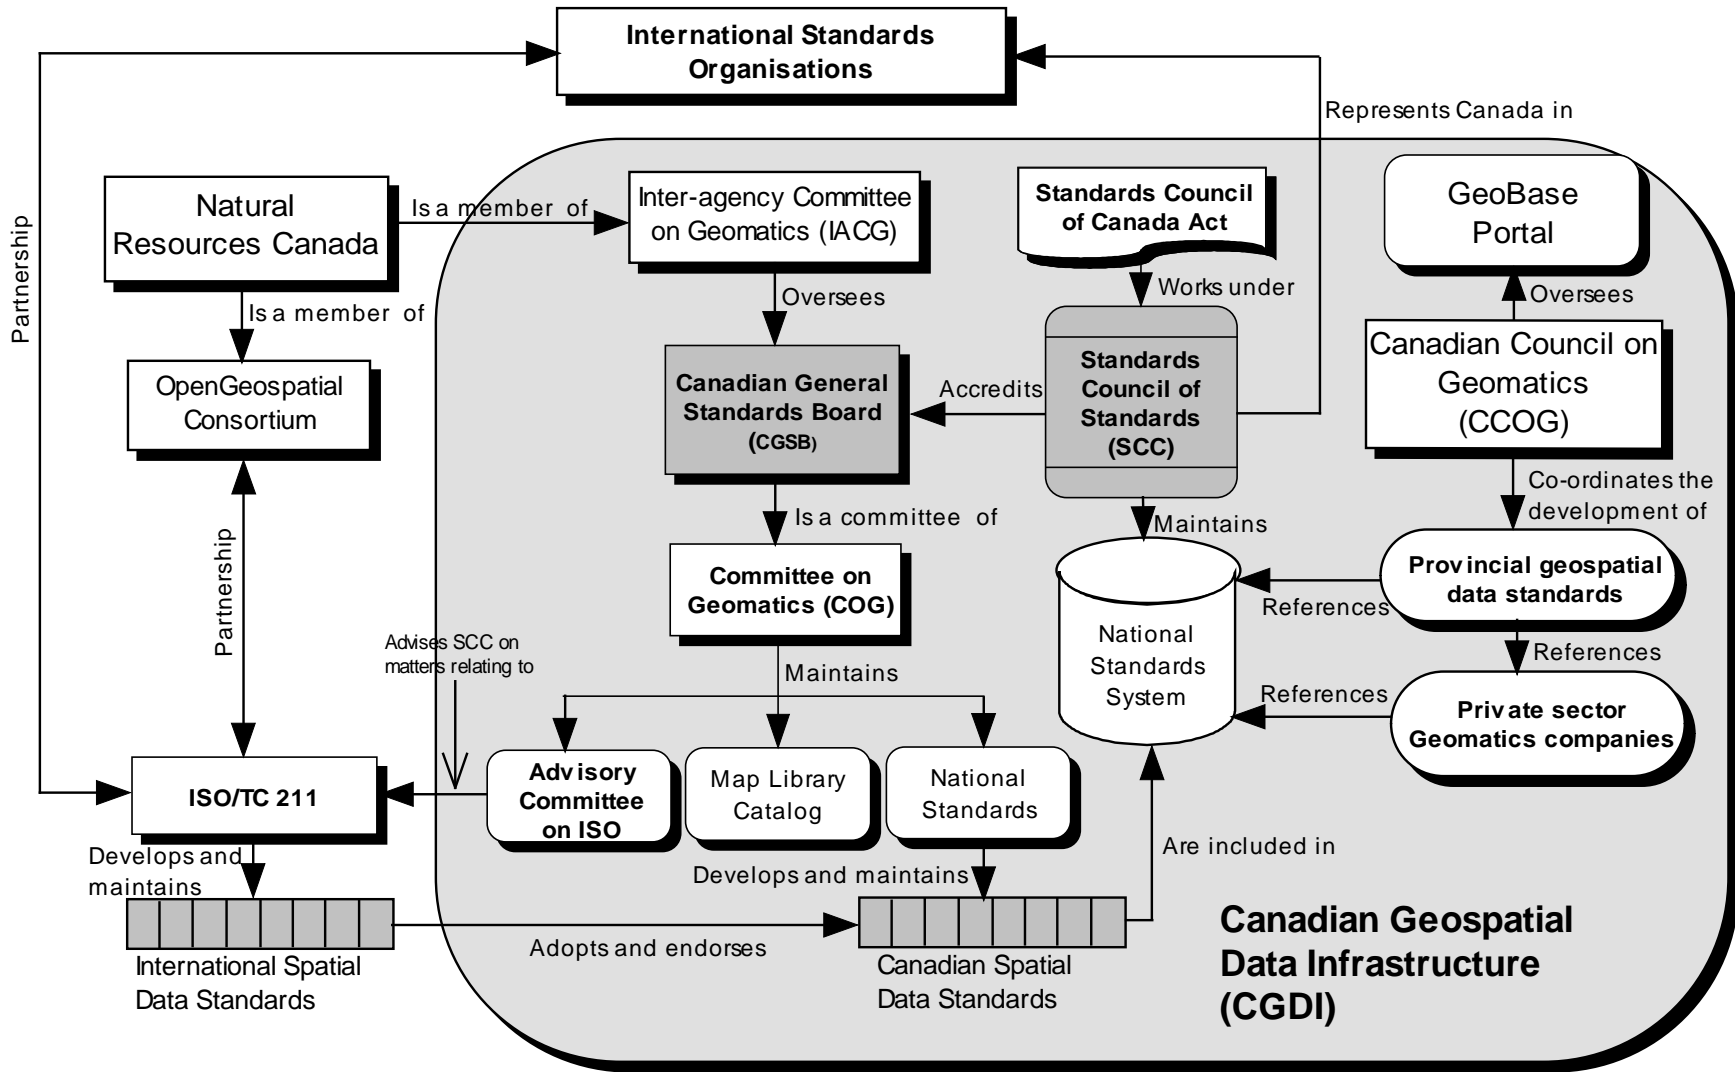 International Standards
Organisations
Represents Canada in
Partnership
Natural
Resources Canada
Is a member of
Inter-agency Committee
on Geomatics (IACG)
Standards Council
of Canada Act
GeoBase
Portal
Is a member of
Oversees
Works under
Oversees
OpenGeospatial
Consortium
Canadian General
Standards Board
(CGSB)
Accredits
Standards
Council of
Standards
(SCC)
Canadian Council on
Geomatics
(CCOG)
Is a committee of
Maintains
Co-ordinates the
development of
Partnership
Committee on
Geomatics (COG)
National
Standards
System
References
Provincial geospatial
data standards
Advises SCC on
matters relating to
Maintains
References
References
Private sector
Geomatics companies
ISO/TC 211
Advisory
Committee
on ISO
Map Library
Catalog
National
Standards
Develops and
maintains
Develops and maintains
Are included in
International Spatial
Data Standards
Adopts and endorses
Canadian Spatial
Data Standards
Canadian Geospatial
Data Infrastructure
(CGDI)